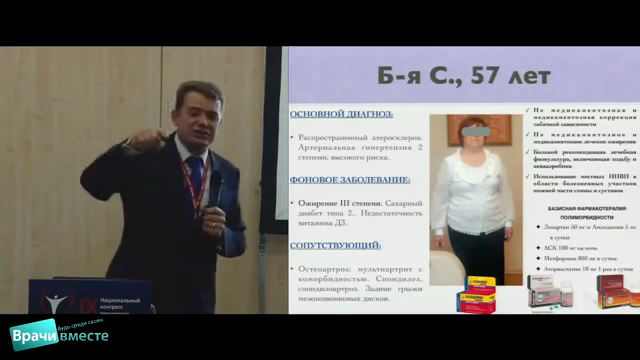 Б-я С., 57 лет
ОСНОВНОЙ ДИАГНОЗ:
• Распространенный атеросклероз.
Артериальная гипертензия 2
степени, высокого риска.
ФОНОВОЕ ЗАБОЛЕВАНИЕ:
• Ожирение III степени. Сахарный
диабет типа 2.. Недостаточность
витамина Д3.
СОПУТСТВУЮЩИЙ:
• Остеоартроз: мультиартрит с
коморбидность. Спондилез,
спондилоартроз. Задние грыжи
межпозвонковых дисков.
✓ Не медикаментозная и
медикаментозная коррекция
табачной зависимости
✓ Не медикаментозное и
медикаментозное лечение ожирения
✓ Больной рекомендована лечебная
физкультура, включающая ходьбу и
аквааэробика
✓ Использование местных НПВП в
области болезненных участков
нижней части спины и суставов
БАЗИСНАЯ ФАРМАКОТЕРАПИЯ
ПОЛИМОРБИДНОСТИ
• Лозартан 50 мг и Амлодипин 5 мг
в сутки
• АСК 100 мг на ночь
• Метформин 800 мг в сутки
• Аторвастатин 10 мг 1 раз в сутки
IX
Национальный
конгресс
терапевтов
будь среди своих
Врачи вместе